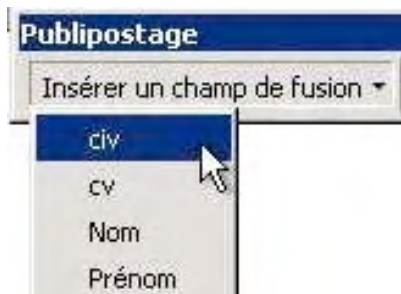 Publipostage
Insérer un champ de fusion
civ
cv
Nom
Prénom